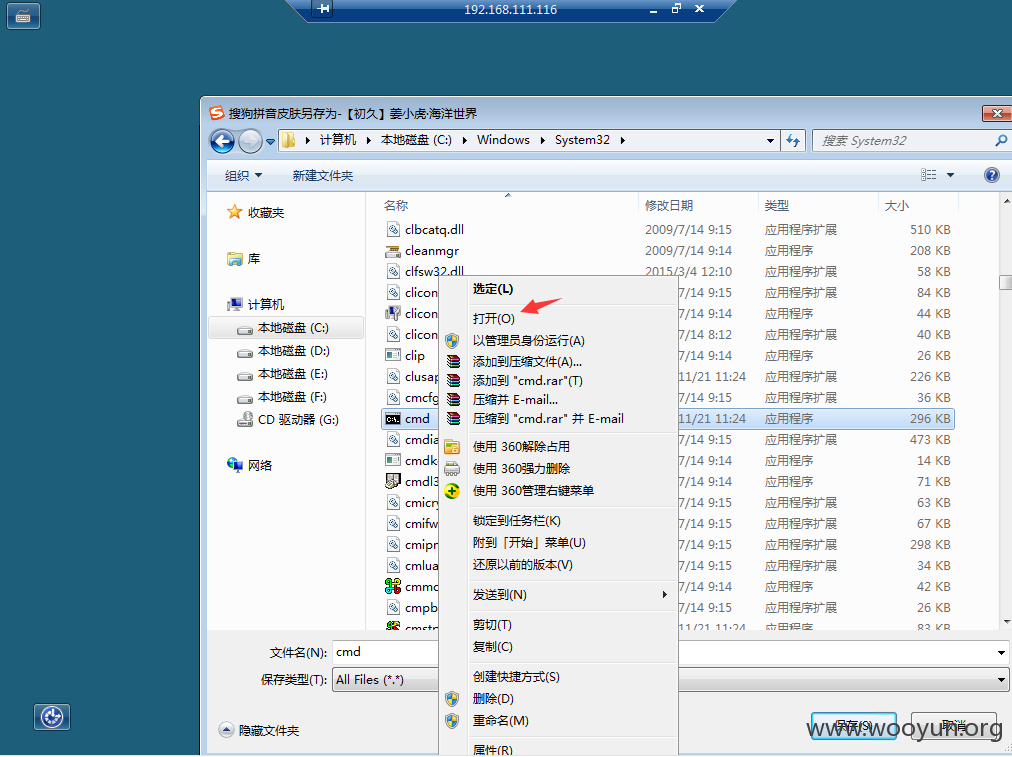 192.168.111.116
搜狗拼音皮肤另存为-【初久】姜小虎·海洋世界
计算机 本地磁盘 (C:) Windows System32
搜索 System32
组织 新建文件夹
名称 修改日期 类型 大小
收藏夹
库
计算机
本地磁盘 (C:)
本地磁盘 (D:)
本地磁盘 (E:)
本地磁盘 (F:)
CD 驱动器 (G:)
网络
clbcatq.dll 2009/7/14 9:15 应用程序扩展 510 KB
cleanmgr 2009/7/14 9:14 应用程序 208 KB
clfsw32.dll 2015/3/4 12:10 应用程序扩展 58 KB
clicon 7/14 9:15 应用程序扩展 84 KB
clicon 7/14 9:14 应用程序 44 KB
clicon 7/14 8:12 应用程序扩展 40 KB
clip 7/14 9:14 应用程序 26 KB
clusap 11/21 11:24 应用程序扩展 226 KB
cmcfg 7/14 9:15 应用程序扩展 36 KB
cmd 11/21 11:24 应用程序 296 KB
cmdia 7/14 9:15 应用程序扩展 473 KB
cmdk 7/14 9:14 应用程序 14 KB
cmdl3 7/14 9:14 应用程序 71 KB
cmicry 7/14 9:15 应用程序扩展 63 KB
cmifw 7/14 9:15 应用程序扩展 67 KB
cmipr 7/14 9:15 应用程序扩展 298 KB
cmlua 7/14 9:15 应用程序扩展 34 KB
cmmo 7/14 9:14 应用程序 42 KB
cmpb 7/14 9:15 应用程序扩展 26 KB
cmstp 11/21 11:24 应用程序 83 KB
选定(L)
打开(O)
以管理员身份运行(A)
添加到压缩文件(A)...
添加到 "cmd.rar"(T)
压缩并 E-mail...
压缩到 "cmd.rar" 并 E-mail
使用 360解除占用
使用 360强力删除
使用 360管理右键菜单
锁定到任务栏(K)
附到「开始」菜单(U)
还原以前的版本(V)
发送到(N)
剪切(T)
复制(C)
创建快捷方式(S)
删除(D)
重命名(M)
属性(R)
文件名(N): cmd
保存类型(T): All Files (*.*)
隐藏文件夹
保存(S) 取消
www.wooyun.org